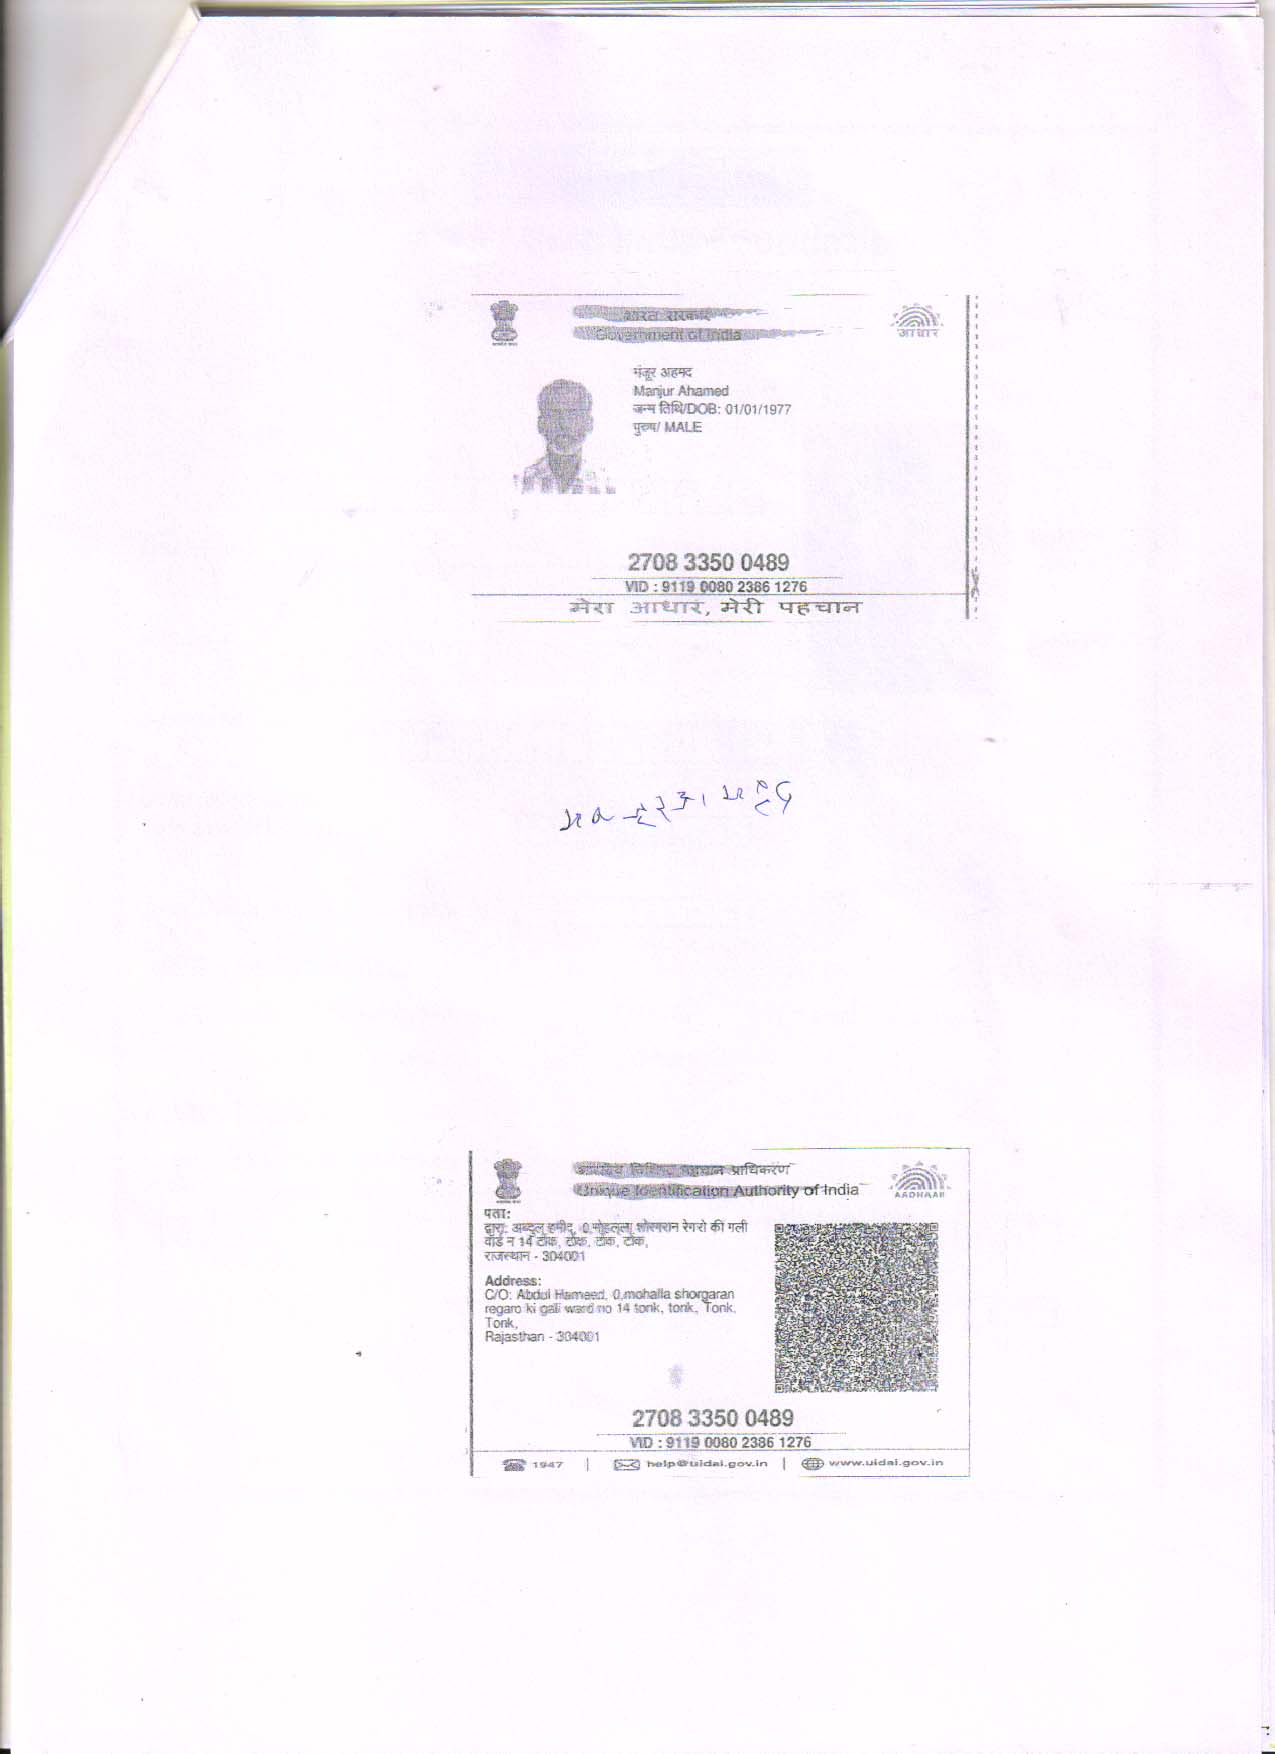 भारत सरकार
Government of India
आधार
मंजूर अहमद
Manjur Ahamed
जन्म तिथि/DOB: 01/01/1977
पुरुष/ MALE
2708 3350 0489
VID : 9119 0080 2386 1276
मेरा आधार, मेरी पहचान
पहचान प्राधिकरण
Unique Identification Authority of India
AADHAAR
पता:
द्वारा: अब्दुल हमीद, 0,मोहल्ला शोरगरान रेगरो की गली
वार्ड न 14 टोंक, टोंक, टोंक, टोंक,
राजस्थान - 304001
Address:
C/O: Abdul Hameed, 0,mohalla shorgaran
regaro ki gali ward no 14 tonk, tonk, Tonk,
Tonk,
Rajasthan - 304001
2708 3350 0489
VID : 9119 0080 2386 1276
1947 | help@uidai.gov.in | www.uidai.gov.in